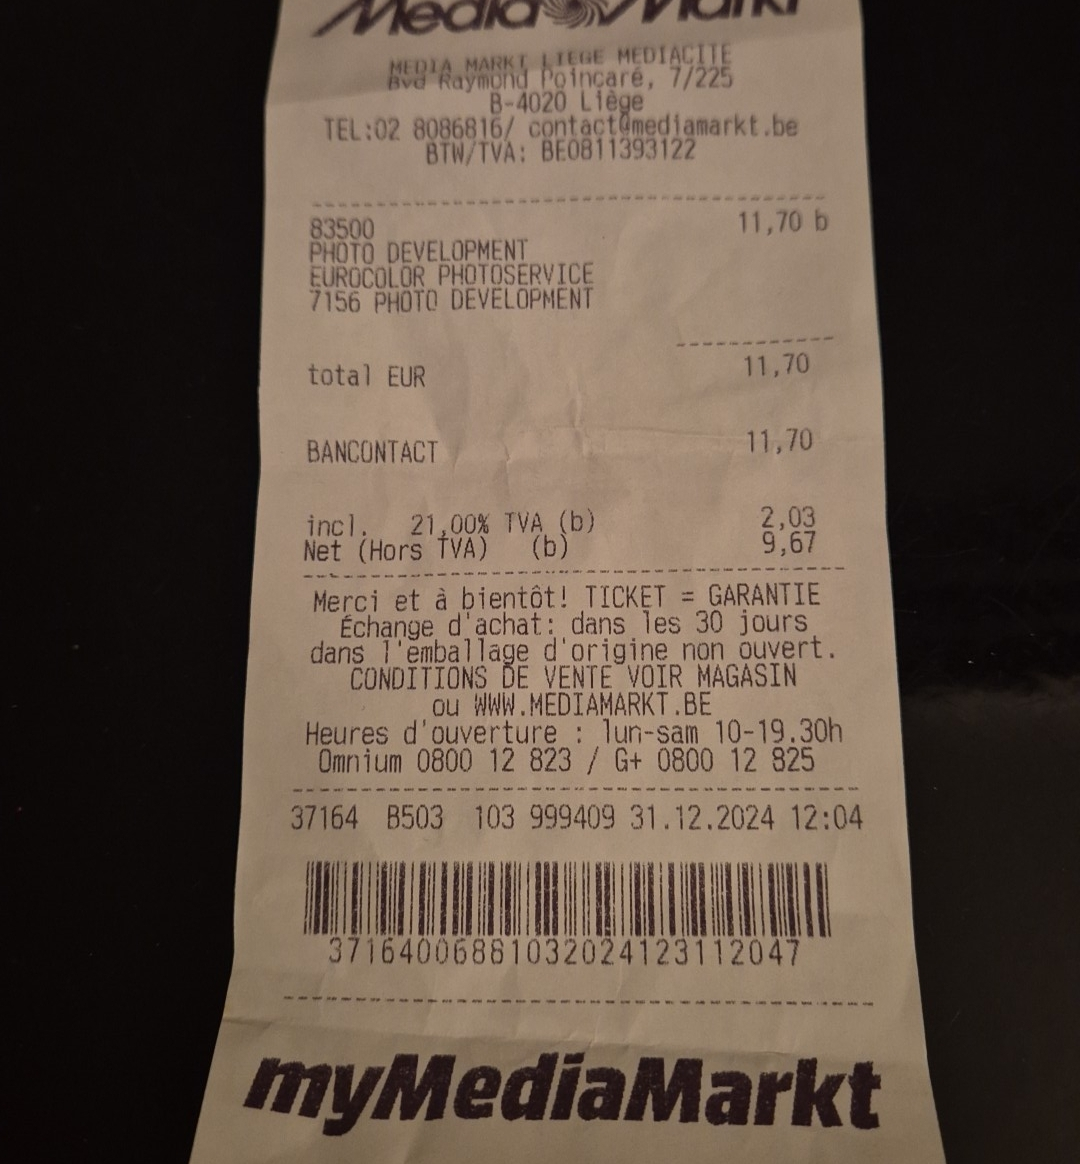 Media Markt
MEDIA MARKT LIEGE MEDIACITE
Bvd Raymond Poincaré, 7/225
B-4020 Liège
TEL:02 8086816/ contact@mediamarkt.be
BTW/TVA: BE0811393122
83500 11,70 b
PHOTO DEVELOPMENT
EUROCOLOR PHOTOSERVICE
7156 PHOTO DEVELOPMENT
total EUR 11,70
BANCONTACT 11,70
incl. 21,00% TVA (b) 2,03
Net (Hors TVA) (b) 9,67
Merci et à bientôt! TICKET = GARANTIE
Échange d'achat: dans les 30 jours
dans l'emballage d'origine non ouvert.
CONDITIONS DE VENTE VOIR MAGASIN
ou WWW.MEDIAMARKT.BE
Heures d'ouverture : lun-sam 10-19.30h
Omnium 0800 12 823 / G+ 0800 12 825
37164 B503 103 999409 31.12.2024 12:04
37164006881032024123112047
myMediaMarkt